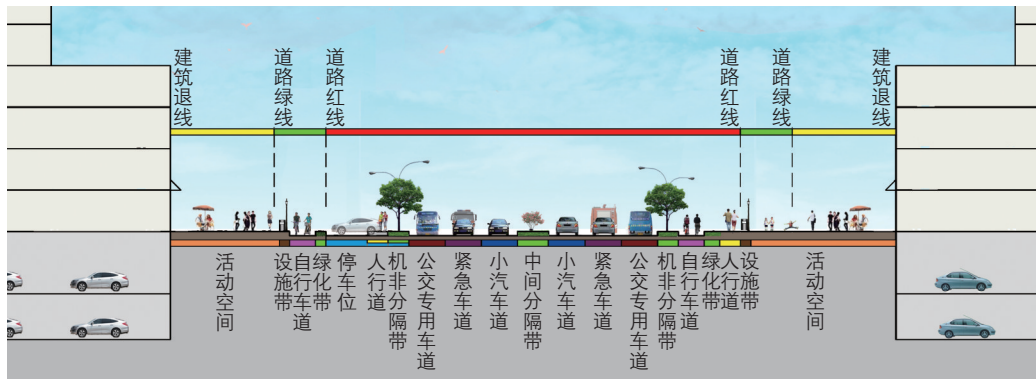 建筑退线
道路绿线
道路红线
道路红线
道路绿线
建筑退线
活动空间
设施带
自行车道
绿化带
停车位
人行道
机非分隔带
公交专用车道
紧急车道
小汽车道
中间分隔带
小汽车道
紧急车道
公交专用车道
机非分隔带
自行车道
绿化带
人行道
设施带
活动空间